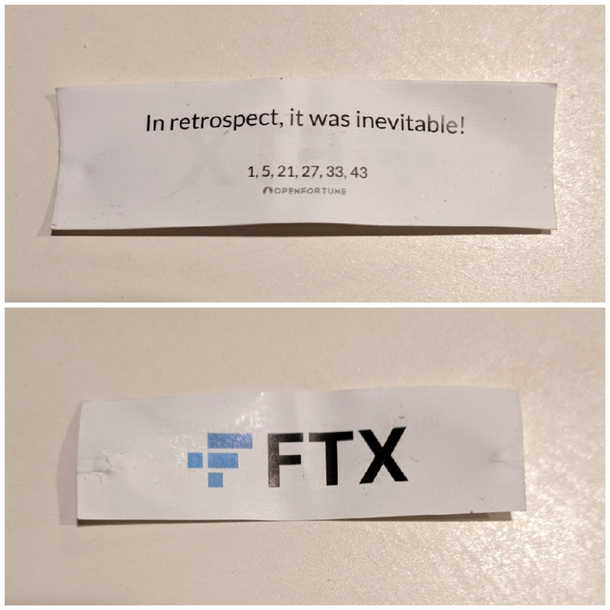 In retrospect, it was inevitable!
1, 5, 21, 27, 33, 43
OPENFORTUNE
FTX